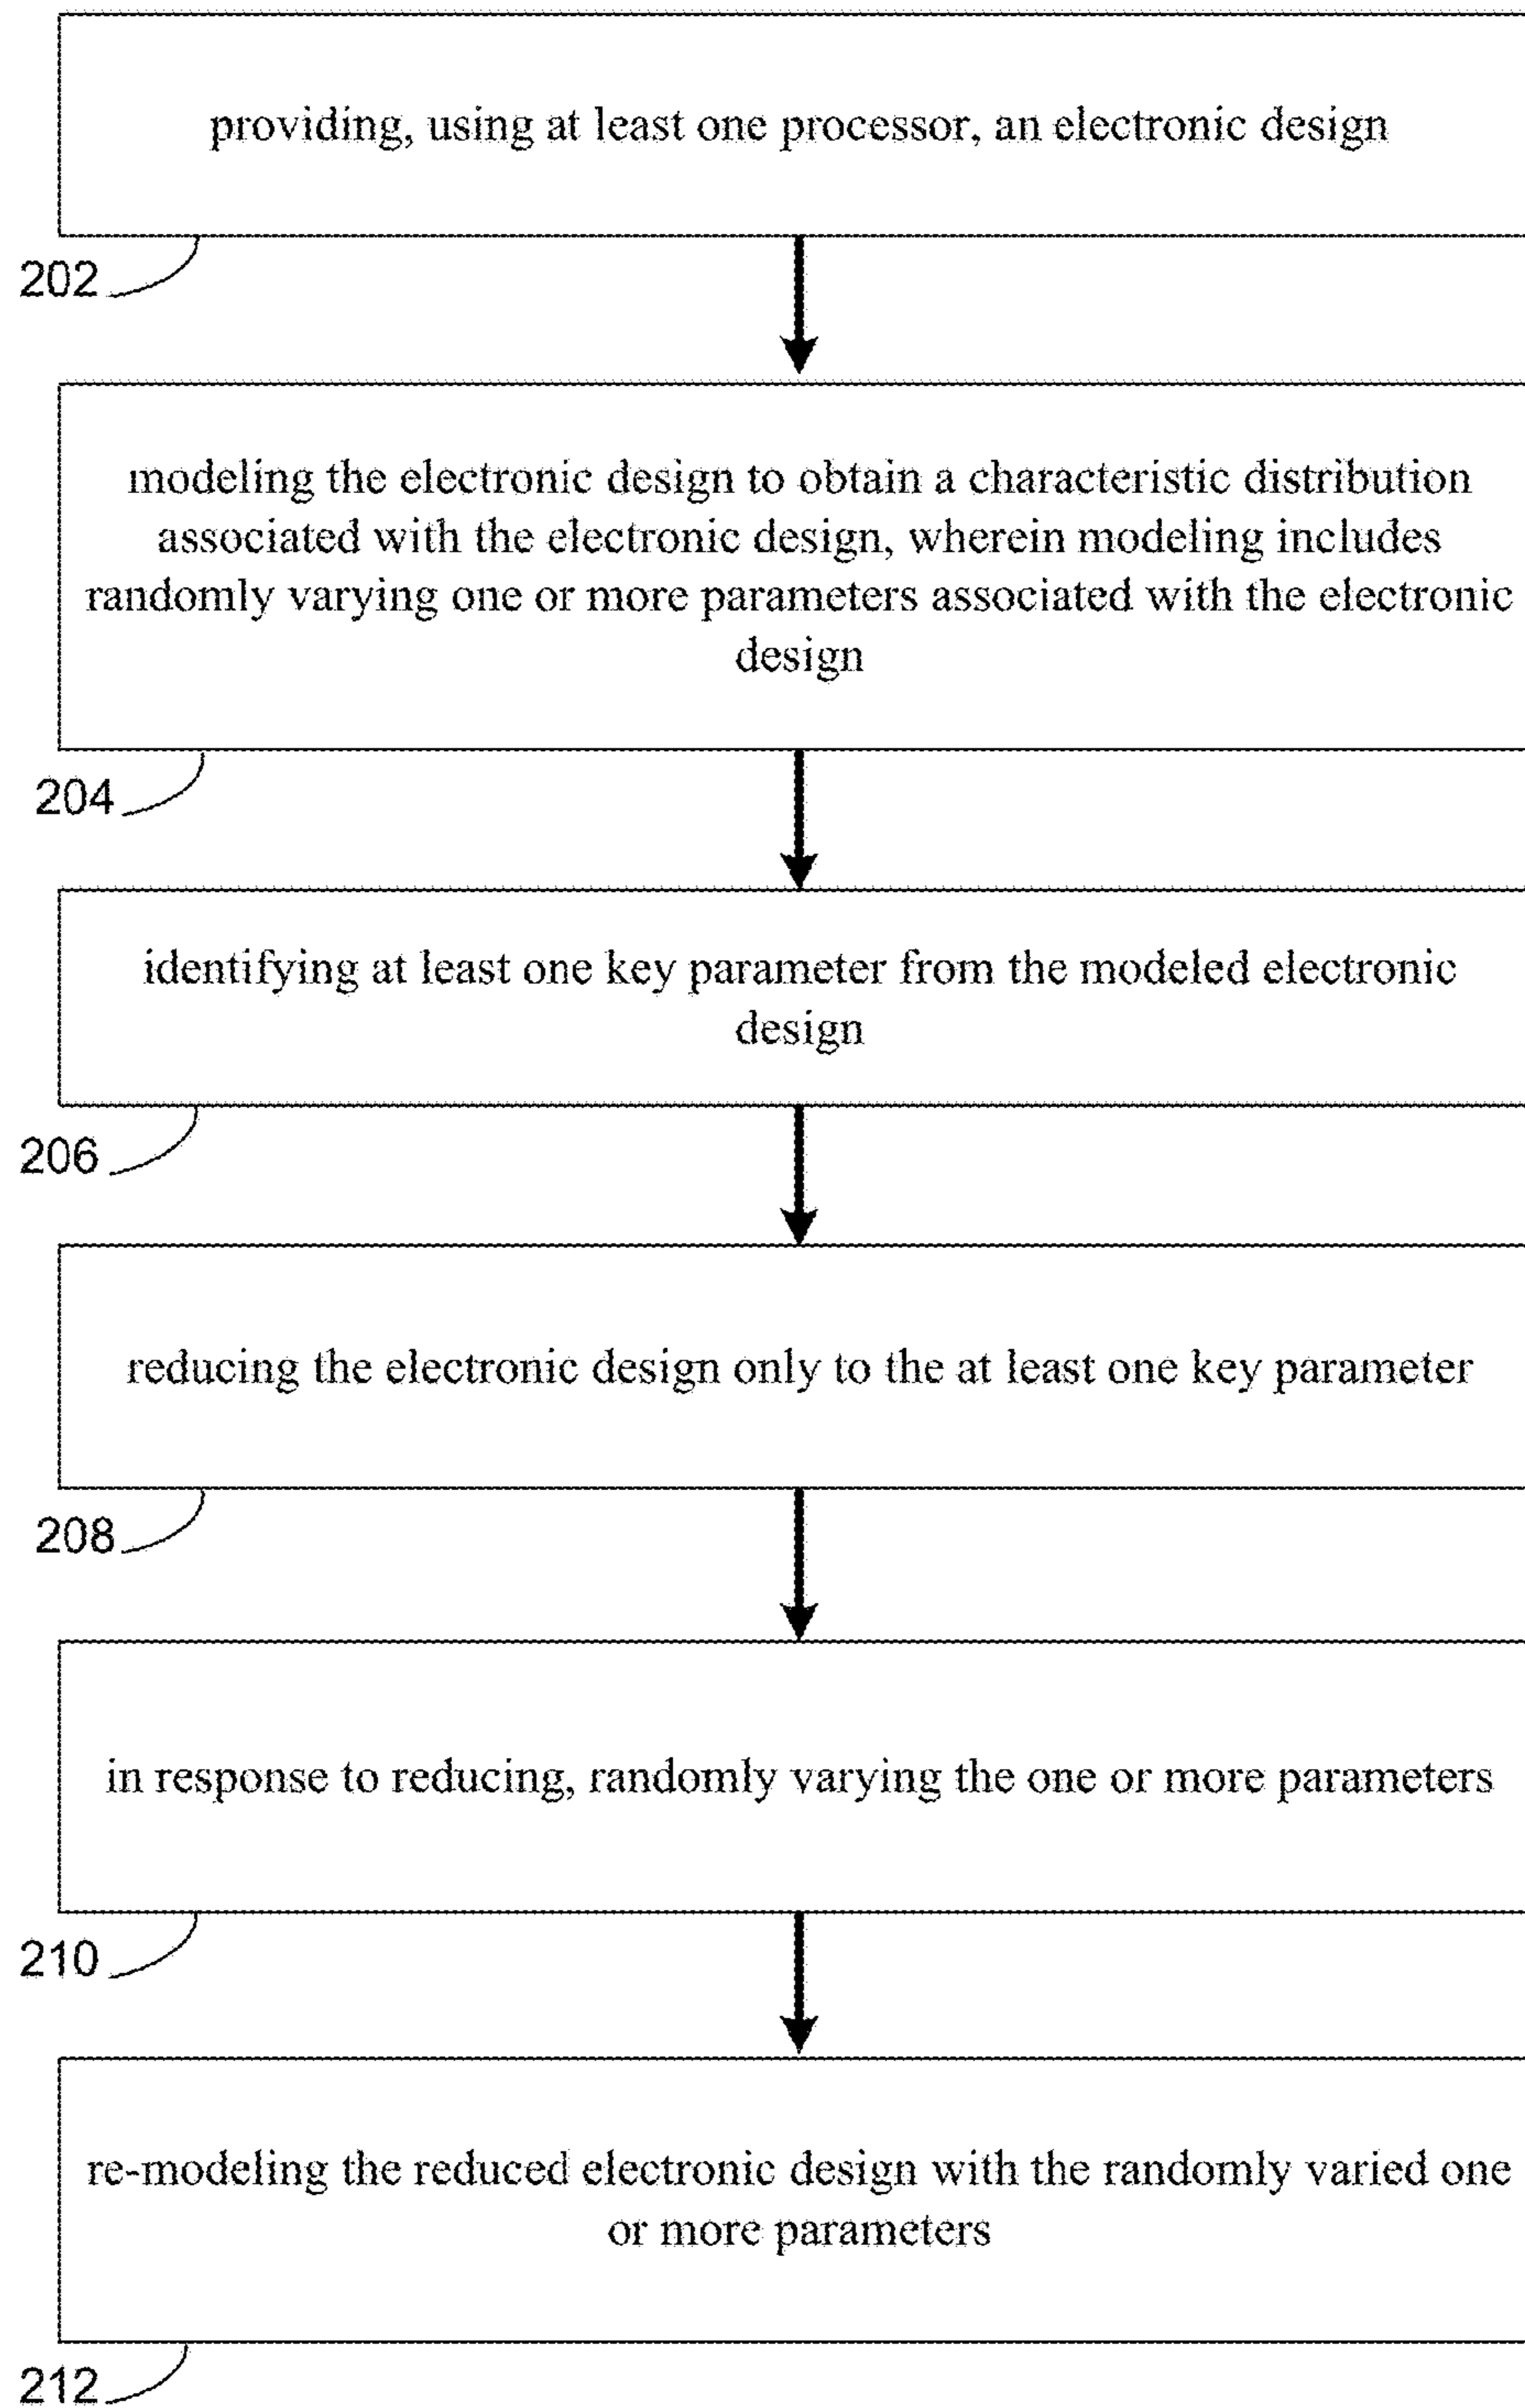 providing, using at least one processor, an electronic design
202
modeling the electronic design to obtain a characteristic distribution
associated with the electronic design, wherein modeling includes
randomly varying one or more parameters associated with the electronic
design
204
identifying at least one key parameter from the modeled electronic
design
206
reducing the electronic design only to the at least one key parameter
208
in response to reducing, randomly varying the one or more parameters
210
re-modeling the reduced electronic design with the randomly varied one
or more parameters
212